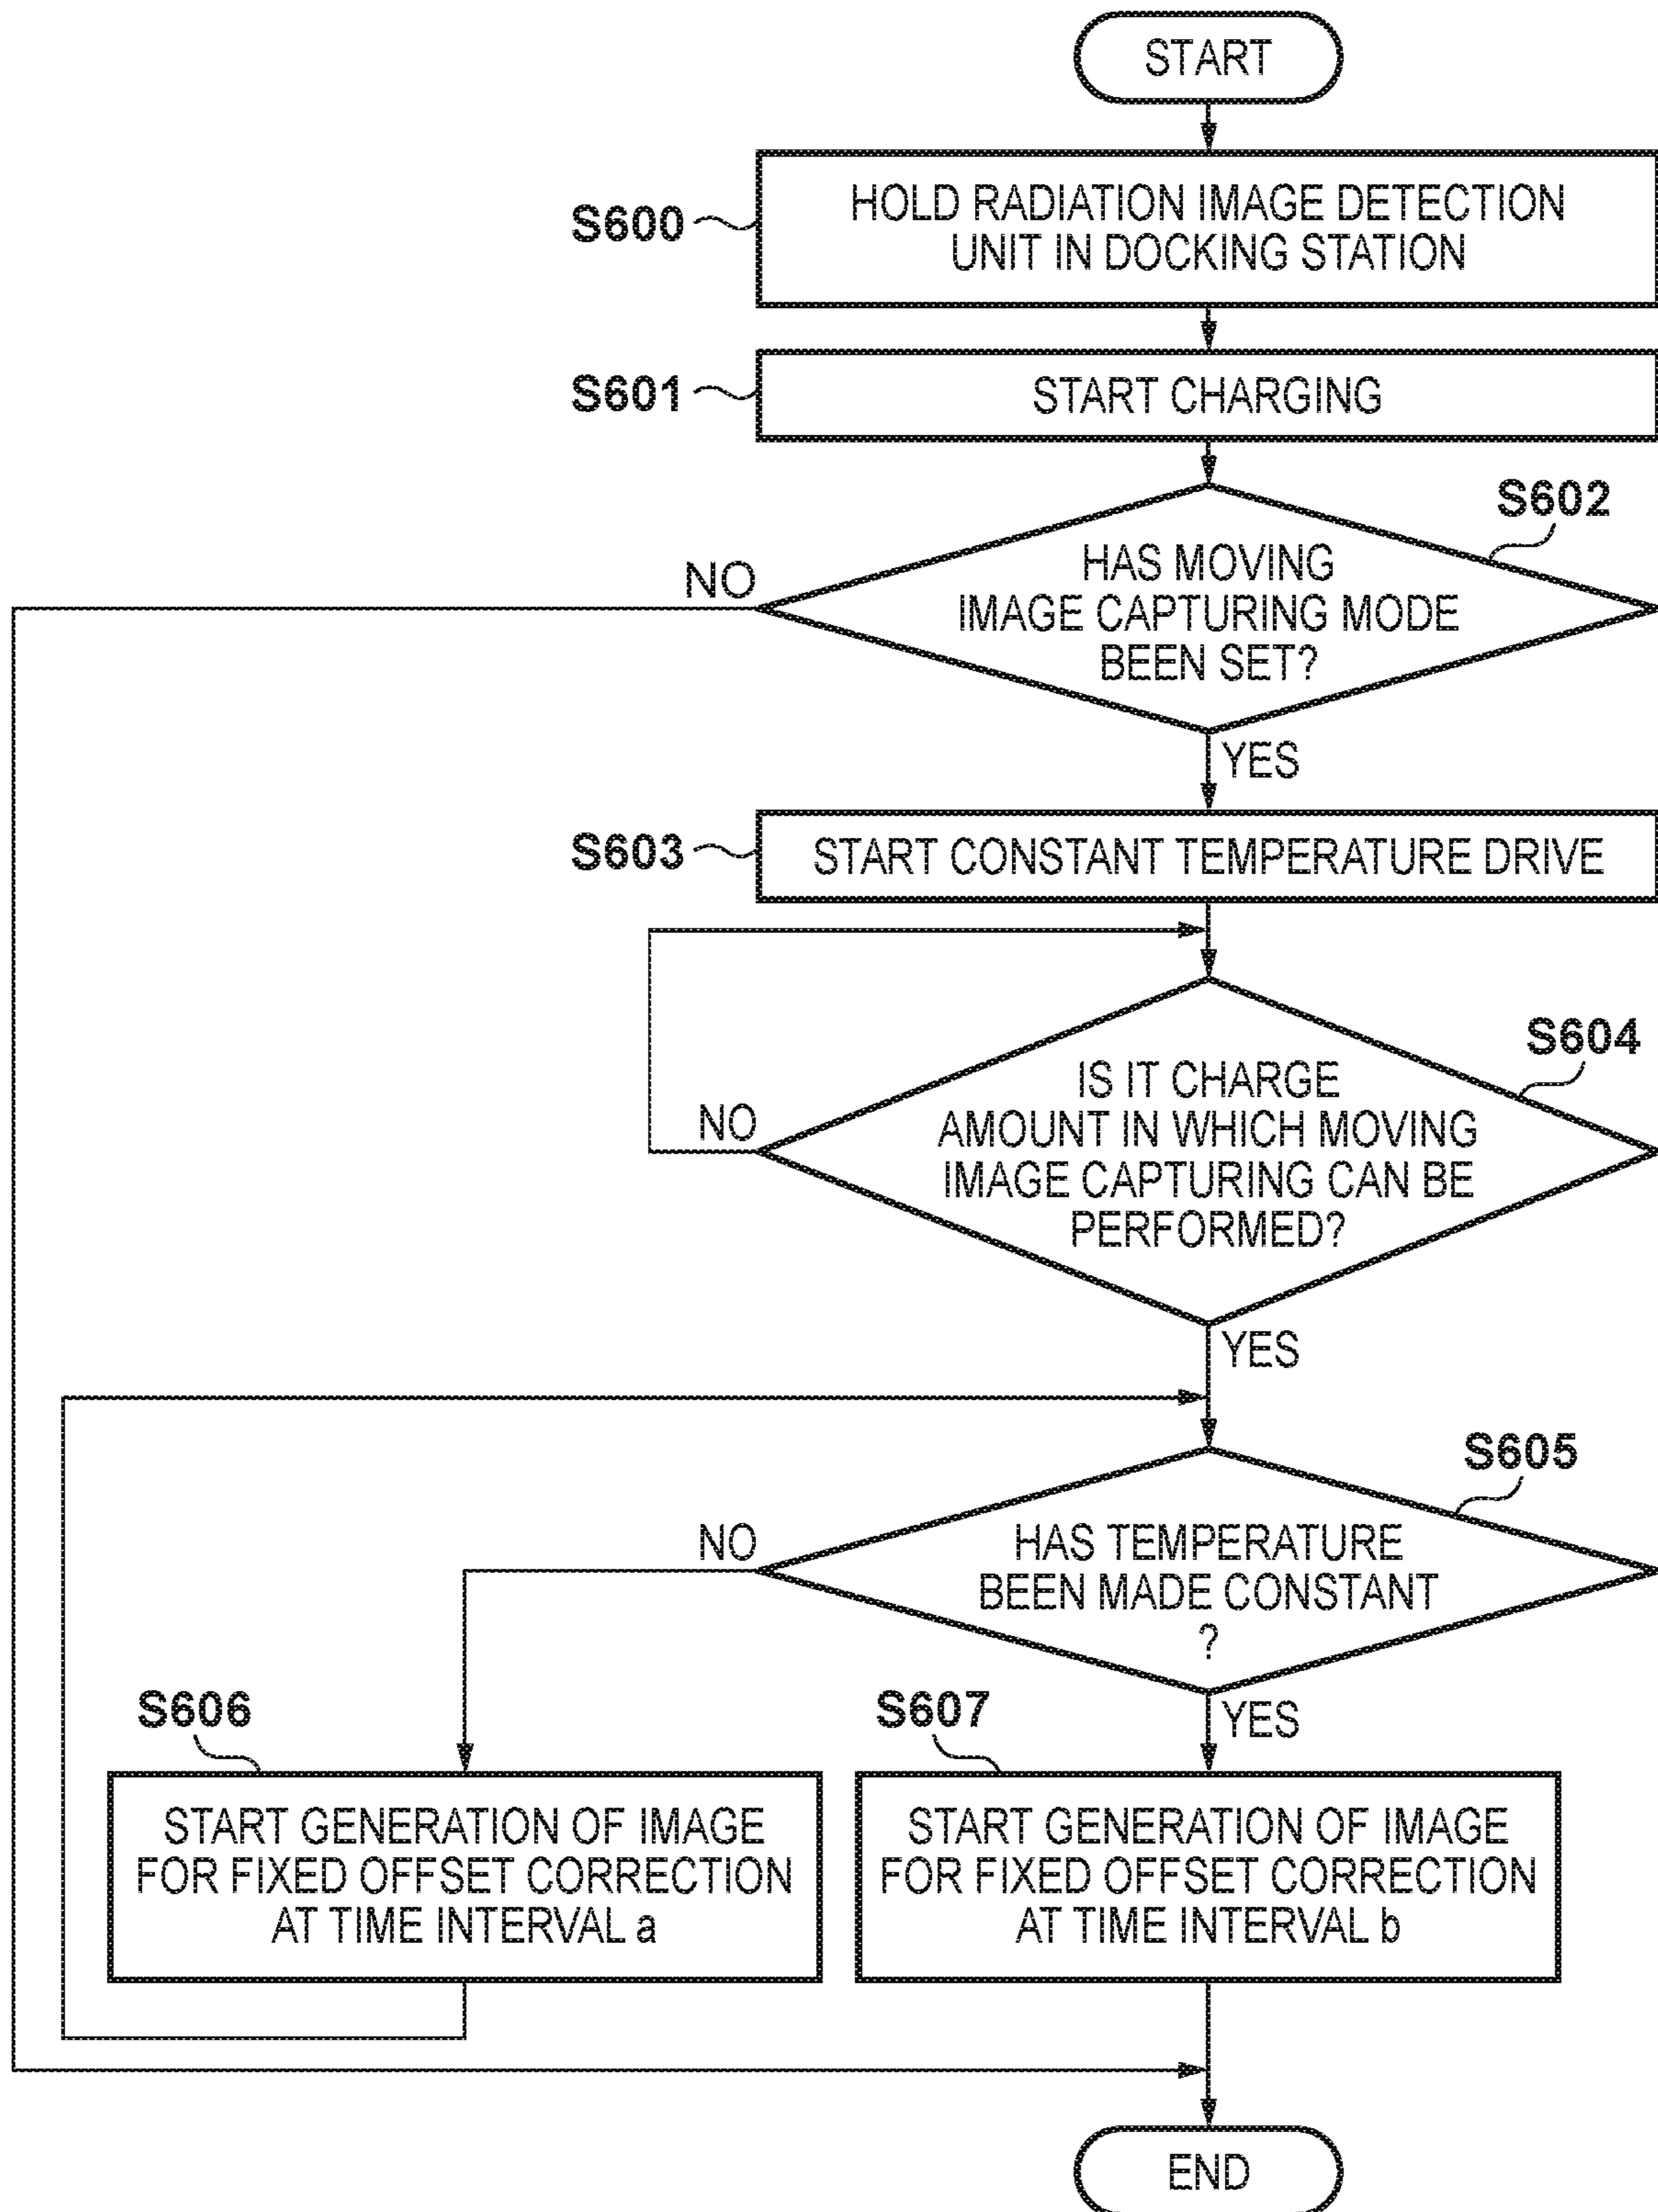 START
S600
HOLD RADIATION IMAGE DETECTION
UNIT IN DOCKING STATION
S601
START CHARGING
S602
HAS MOVING
IMAGE CAPTURING MODE
BEEN SET?
NO
YES
S603
START CONSTANT TEMPERATURE DRIVE
S604
IS IT CHARGE
AMOUNT IN WHICH MOVING
IMAGE CAPTURING CAN BE
PERFORMED?
NO
YES
S605
HAS TEMPERATURE
BEEN MADE CONSTANT
?
NO
YES
S606
START GENERATION OF IMAGE
FOR FIXED OFFSET CORRECTION
AT TIME INTERVAL a
S607
START GENERATION OF IMAGE
FOR FIXED OFFSET CORRECTION
AT TIME INTERVAL b
END